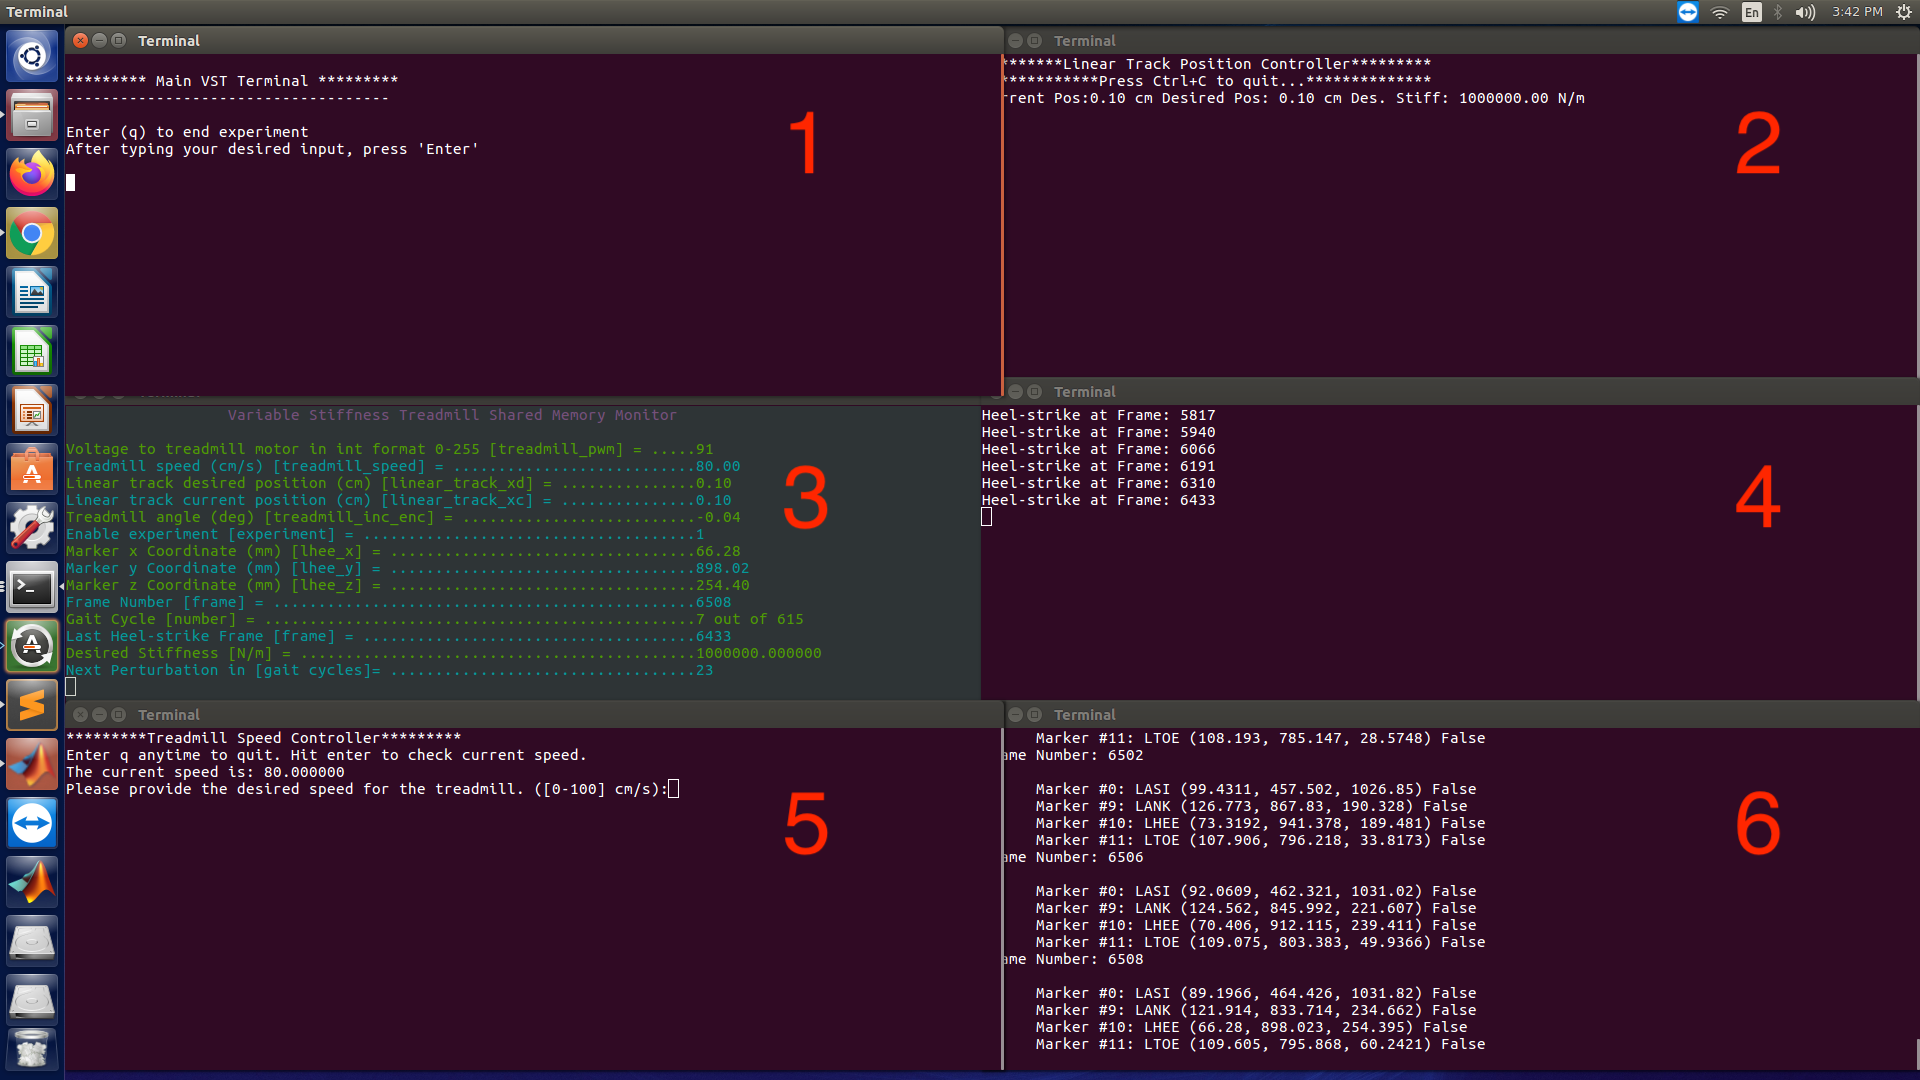 Terminal
En
3:42 PM
Terminal
********* Main VST Terminal *********
------------------------------------
Enter (q) to end experiment
After typing your desired input, press 'Enter'
1
Terminal
*******Linear Track Position Controller*********
***********Press Ctrl+C to quit...**************
rent Pos:0.10 cm Desired Pos: 0.10 cm Des. Stiff: 1000000.00 N/m
2
Variable Stiffness Treadmill Shared Memory Monitor
Voltage to treadmill motor in int format 0-255 [treadmill_pwm] = .....91
Treadmill speed (cm/s) [treadmill_speed] = ...........................80.00
Linear track desired position (cm) [linear_track_xd] = ...............0.10
Linear track current position (cm) [linear_track_xc] = ...............0.10
Treadmill angle (deg) [treadmill_inc_enc] = ..........................-0.04
Enable experiment [experiment] = .....................................1
Marker x Coordinate (mm) [lhee_x] = ..................................66.28
Marker y Coordinate (mm) [lhee_y] = ..................................898.02
Marker z Coordinate (mm) [lhee_z] = ..................................254.40
Frame Number [frame] = ...............................................6508
Gait Cycle [number] = ................................................7 out of 615
Last Heel-strike Frame [frame] = .....................................6433
Desired Stiffness [N/m] = ............................................1000000.000000
Next Perturbation in [gait cycles]= ..................................23
3
Terminal
Heel-strike at Frame: 5817
Heel-strike at Frame: 5940
Heel-strike at Frame: 6066
Heel-strike at Frame: 6191
Heel-strike at Frame: 6310
Heel-strike at Frame: 6433
4
Terminal
*********Treadmill Speed Controller*********
Enter q anytime to quit. Hit enter to check current speed.
The current speed is: 80.000000
Please provide the desired speed for the treadmill. ([0-100] cm/s):
5
Terminal
Marker #11: LTOE (108.193, 785.147, 28.5748) False
ame Number: 6502
Marker #0: LASI (99.4311, 457.502, 1026.85) False
Marker #9: LANK (126.773, 867.83, 190.328) False
Marker #10: LHEE (73.3192, 941.378, 189.481) False
Marker #11: LTOE (107.906, 796.218, 33.8173) False
ame Number: 6506
Marker #0: LASI (92.0609, 462.321, 1031.02) False
Marker #9: LANK (124.562, 845.992, 221.607) False
Marker #10: LHEE (70.406, 912.115, 239.411) False
Marker #11: LTOE (109.075, 803.383, 49.9366) False
ame Number: 6508
Marker #0: LASI (89.1966, 464.426, 1031.82) False
Marker #9: LANK (121.914, 833.714, 234.662) False
Marker #10: LHEE (66.28, 898.023, 254.395) False
Marker #11: LTOE (109.605, 795.868, 60.2421) False
6